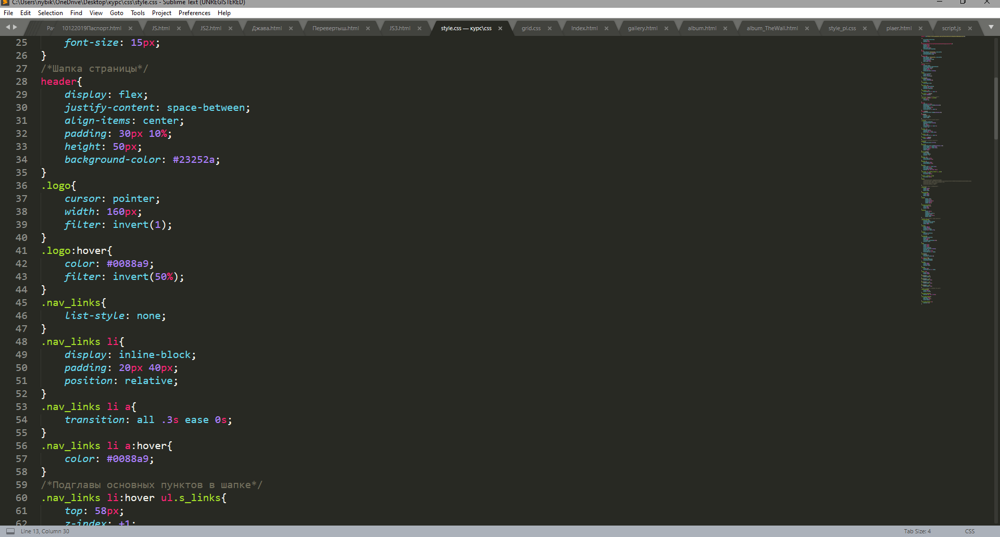 C:\Users\nybik\OneDrive\Desktop\курс\css\style.css - Sublime Text (UNREGISTERED)
File Edit Selection Find View Goto Tools Project Preferences Help
Ра 10122019Паспорт.html JS.html JS2.html Джава.html Перевертыш.html JS3.html style.css — курс\css grid.css Index.html gallery.html album.html album_TheWall.html style_pl.css plaer.html script.js
25 font-size: 15px;
26 }
27 /*Шапка страницы*/
28 header{
29 display: flex;
30 justify-content: space-between;
31 align-items: center;
32 padding: 30px 10%;
33 height: 50px;
34 background-color: #23252a;
35 }
36 .logo{
37 cursor: pointer;
38 width: 160px;
39 filter: invert(1);
40 }
41 .logo:hover{
42 color: #0088a9;
43 filter: invert(50%);
44 }
45 .nav_links{
46 list-style: none;
47 }
48 .nav_links li{
49 display: inline-block;
50 padding: 20px 40px;
51 position: relative;
52 }
53 .nav_links li a{
54 transition: all .3s ease 0s;
55 }
56 .nav_links li a:hover{
57 color: #0088a9;
58 }
59 /*Подглавы основных пунктов в шапке*/
60 .nav_links li:hover ul.s_links{
61 top: 58px;
62 z-index: +1;
Line 13, Column 30 Tab Size: 4 CSS